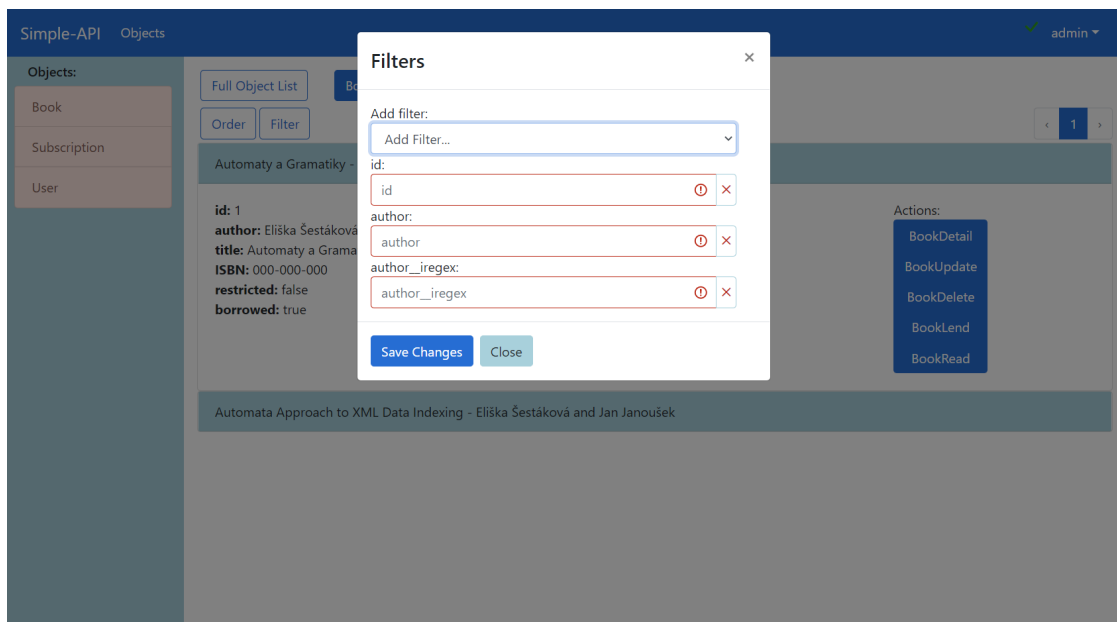 Simple-API Objects admin
Objects:
Book
Subscription
User
Full Object List
Order Filter
‹ 1 ›
Automaty a Gramatiky -
id: 1
author: Eliška Šestáková
title: Automaty a Grama
ISBN: 000-000-000
restricted: false
borrowed: true
Actions:
BookDetail
BookUpdate
BookDelete
BookLend
BookRead
Automata Approach to XML Data Indexing - Eliška Šestáková and Jan Janoušek
Filters ×
Add filter:
Add Filter...
id:
id
author:
author
author__iregex:
author__iregex
Save Changes Close